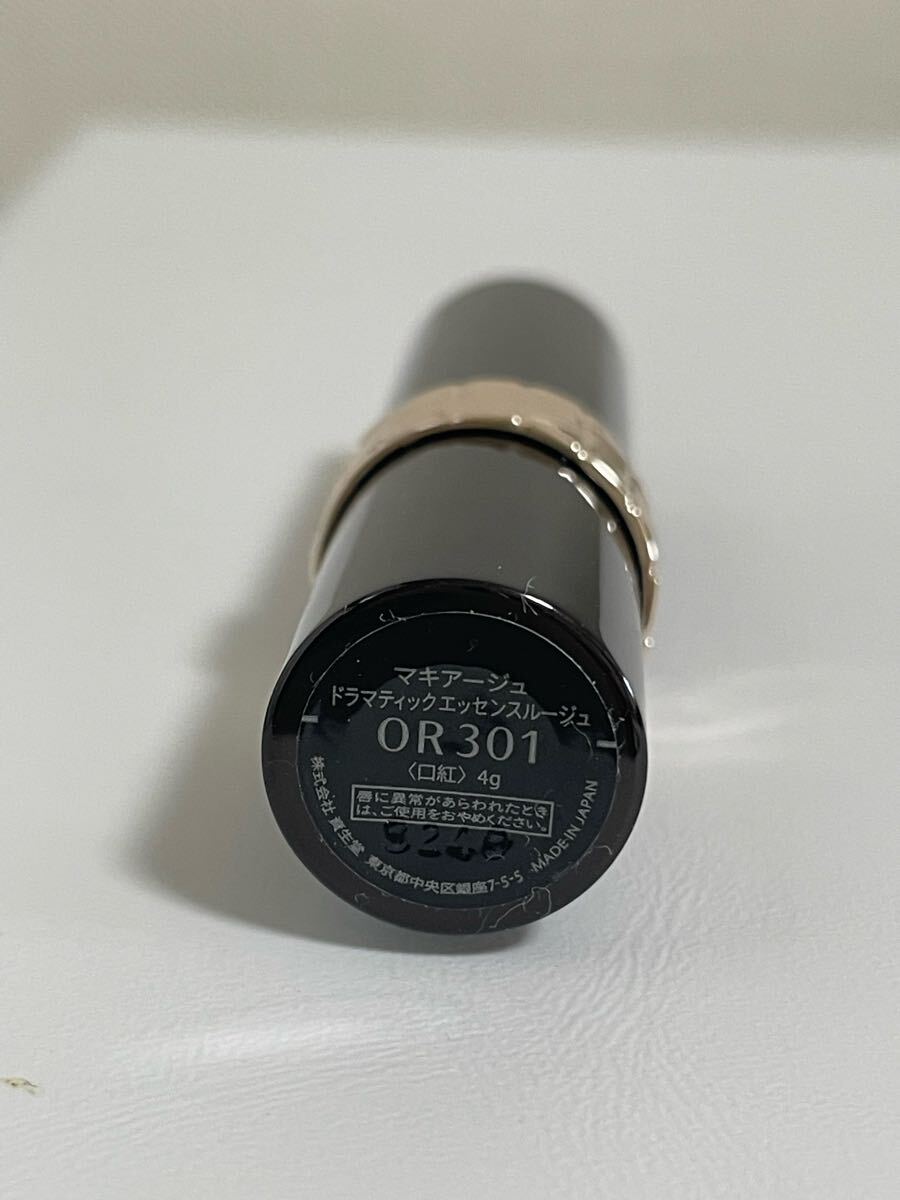 マキアージュ
ドラマティックエッセンスルージュ
OR 301
〈口紅〉 4g
唇に異常があらわれたとき
は、ご使用をおやめください。
株式会社 資生堂 東京都中央区銀座7-5-5 MADE IN JAPAN